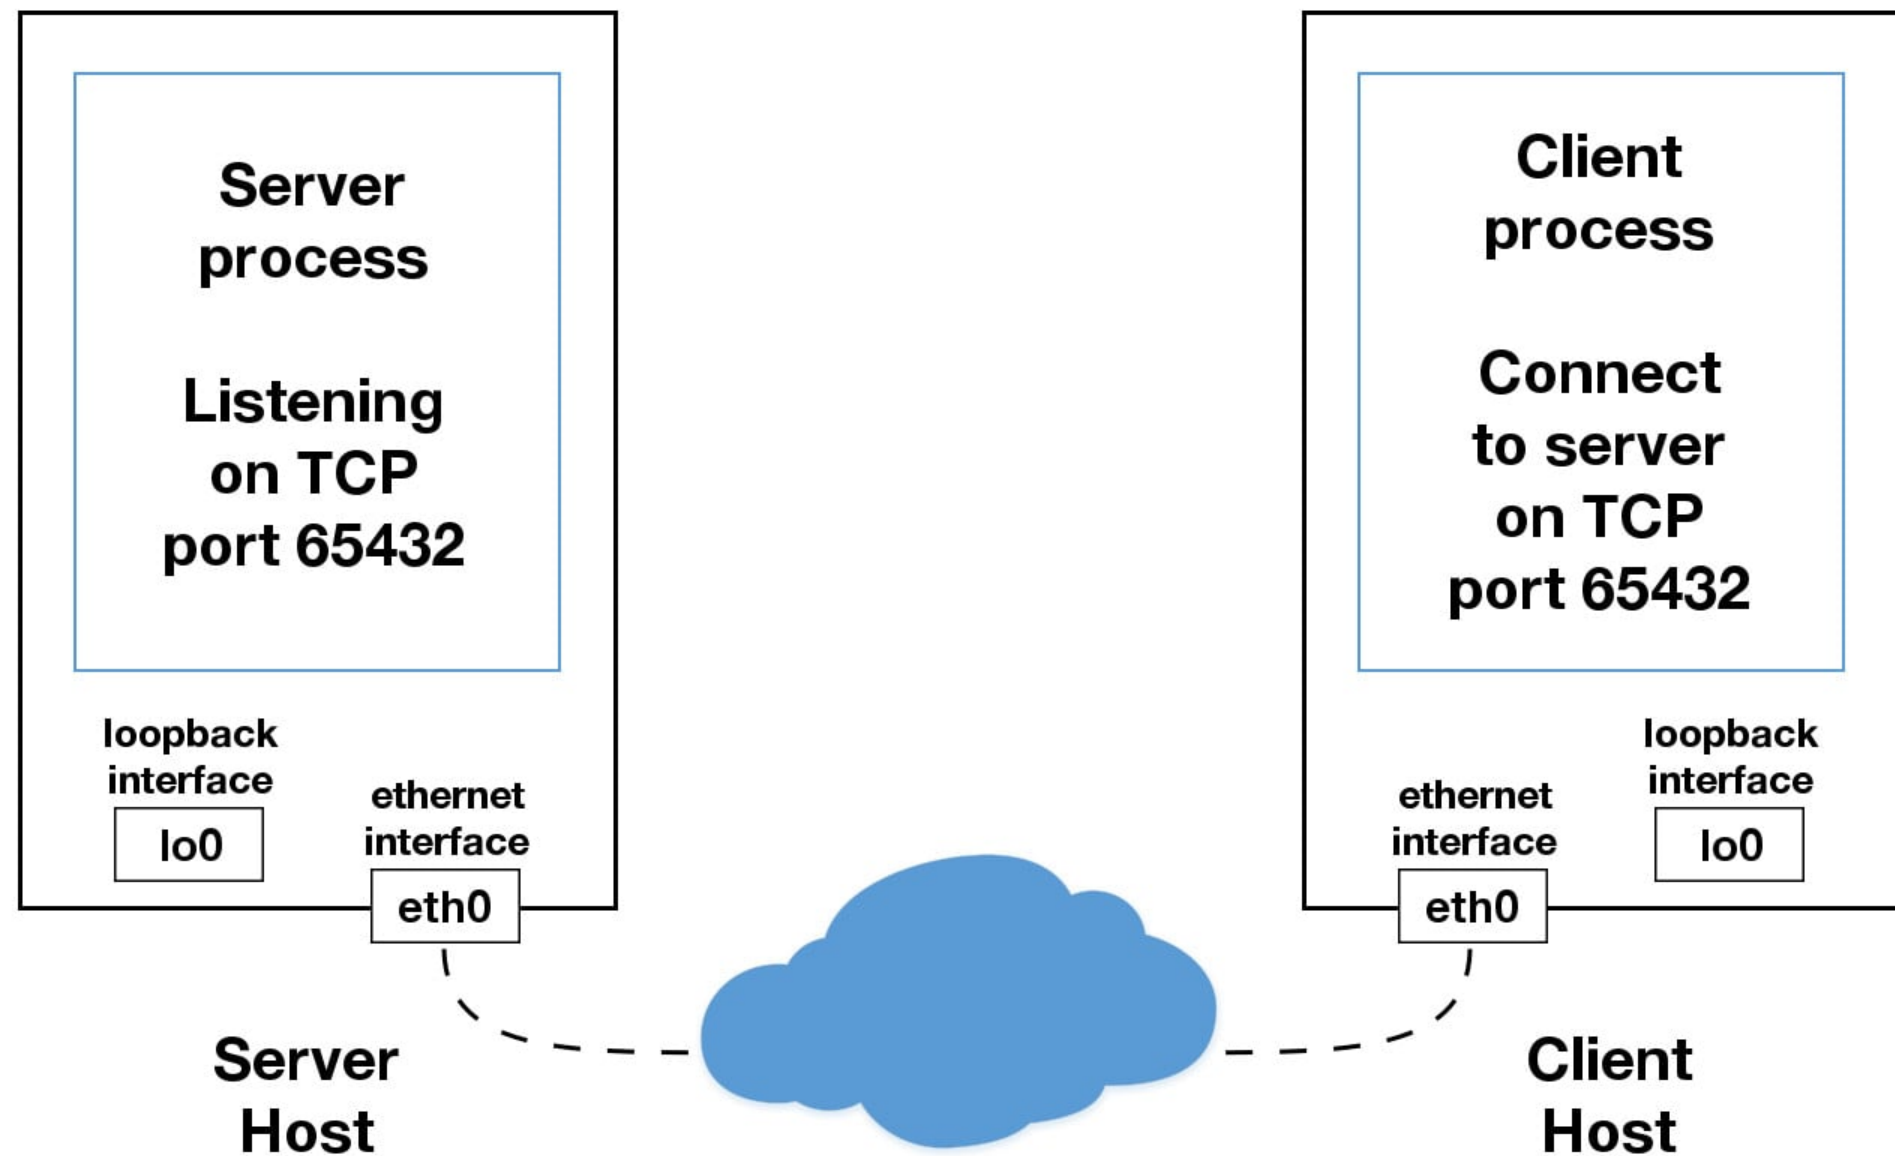 Server
process
Listening
on TCP
port 65432
loopback
interface
lo0
ethernet
interface
eth0
Server
Host
Client
process
Connect
to server
on TCP
port 65432
ethernet
interface
eth0
loopback
interface
lo0
Client
Host